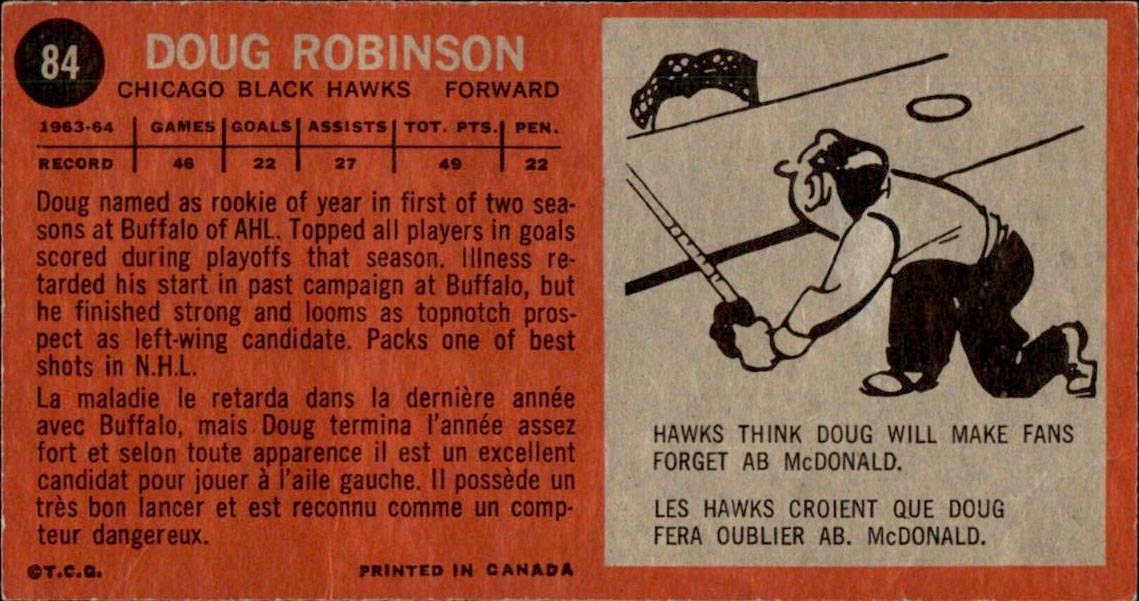 84
DOUG ROBINSON
CHICAGO BLACK HAWKS FORWARD
1963-64 GAMES GOALS ASSISTS TOT. PTS. PEN.
RECORD 46 22 27 49 22
Doug named as rookie of year in first of two sea-
sons at Buffalo of AHL. Topped all players in goals
scored during playoffs that season. Illness re-
tarded his start in past campaign at Buffalo, but
he finished strong and looms as topnotch pros-
pect as left-wing candidate. Packs one of best
shots in N.H.L.
La maladie le retarda dans la dernière année
avec Buffalo, mais Doug termina l'année assez
fort et selon toute apparence il est un excellent
candidat pour jouer à l'aile gauche. Il possède un
très bon lancer et est reconnu comme un comp-
teur dangereux.
©T.C.G. PRINTED IN CANADA
HAWKS THINK DOUG WILL MAKE FANS
FORGET AB McDONALD.
LES HAWKS CROIENT QUE DOUG
FERA OUBLIER AB. McDONALD.